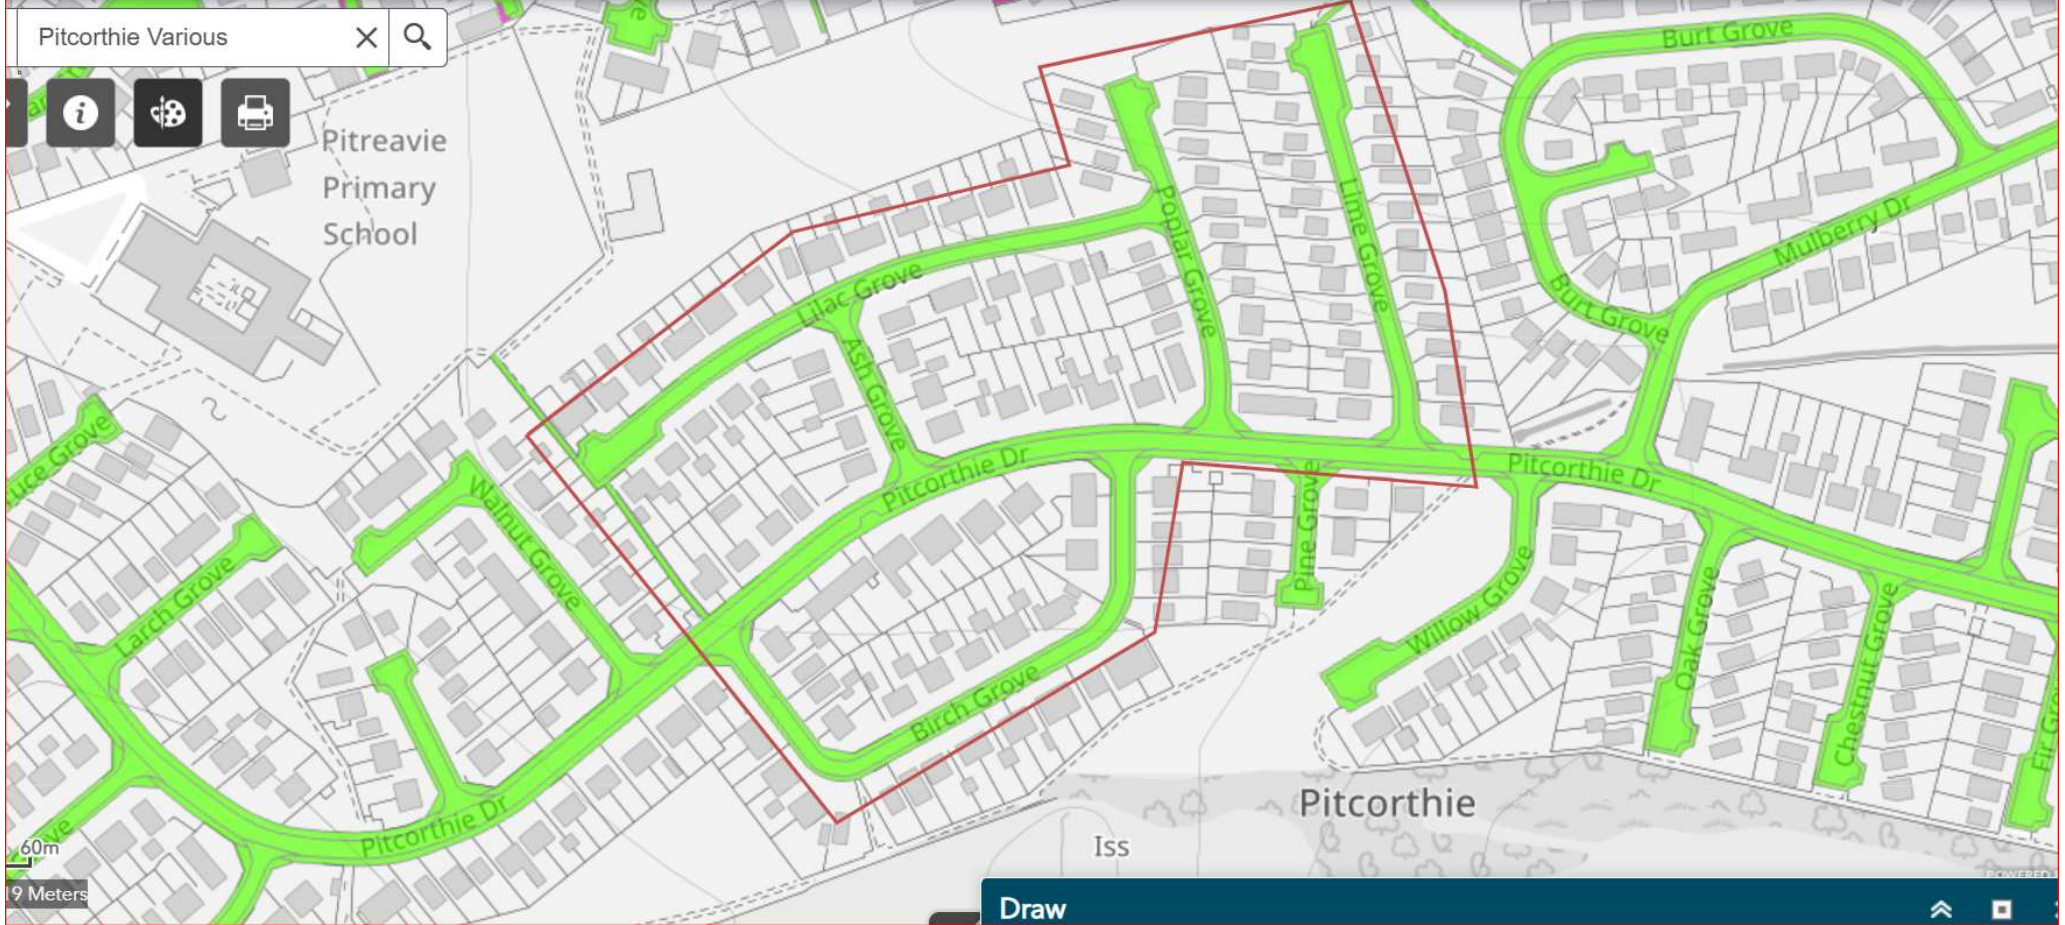 Pitcorthie Various
Burt Grove
Pitreavie
Primary
School
Poplar Grove
Lime Grove
Mulberry Dr
Lilac Grove
Burt Grove
Ash Grove
Pitcorthie Dr
Pitcorthie Dr
Walnut Grove
Pine Grove
Larch Grove
Willow Grove
Oak Grove
Chestnut Grove
Birch Grove
Pitcorthie Dr
Pitcorthie
Iss
60m
Draw